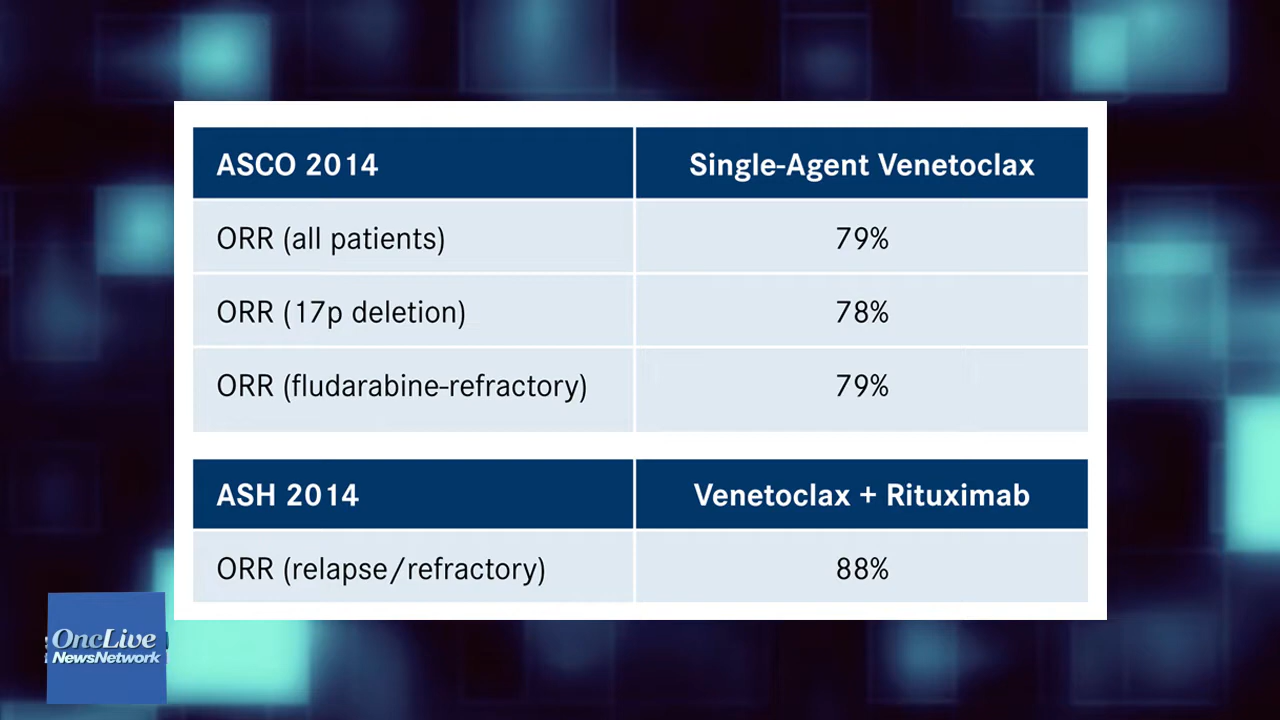 ASCO 2014 Single-Agent Venetoclax
ORR (all patients) 79%
ORR (17p deletion) 78%
ORR (fludarabine-refractory) 79%
ASH 2014 Venetoclax + Rituximab
ORR (relapse/refractory) 88%
OncLive
NewsNetwork